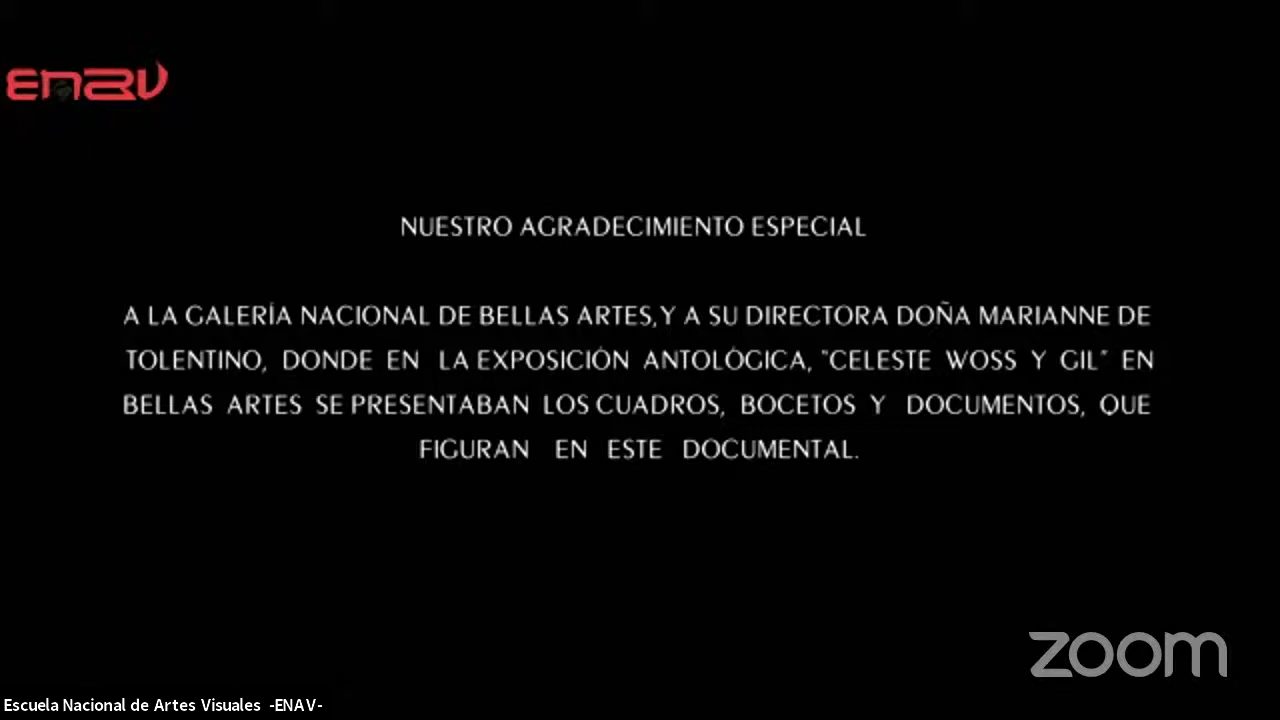 ENAV
NUESTRO AGRADECIMIENTO ESPECIAL
A LA GALERÍA NACIONAL DE BELLAS ARTES,Y A SU DIRECTORA DOÑA MARIANNE DE
TOLENTINO, DONDE EN LA EXPOSICIÓN ANTOLÓGICA, "CELESTE WOSS Y GIL" EN
BELLAS ARTES SE PRESENTABAN LOS CUADROS, BOCETOS Y DOCUMENTOS, QUE
FIGURAN EN ESTE DOCUMENTAL.
zoom
Escuela Nacional de Artes Visuales -ENAV-